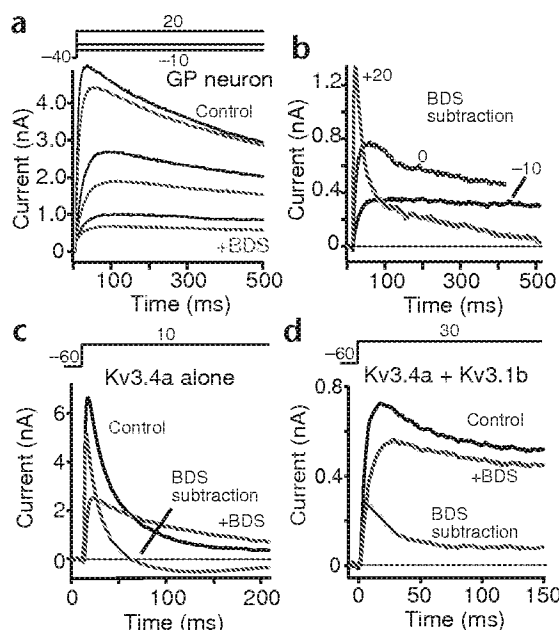 a
20
−40
−10
GP neuron
Control
4.0
3.0
2.0
1.0
0
+BDS
Current (nA)
100
300
500
Time (ms)
b
+20
BDS
subtraction
0
−10
1.2
0.8
0.4
0
Current (nA)
0
100
300
500
Time (ms)
c
10
−60
Kv3.4a alone
Control
BDS
subtraction
+BDS
6
4
2
0
Current (nA)
0
50
100
150
200
Time (ms)
d
30
−60
Kv3.4a + Kv3.1b
Control
+BDS
BDS
subtraction
0.8
0.4
0
Current (nA)
0
50
100
150
Time (ms)